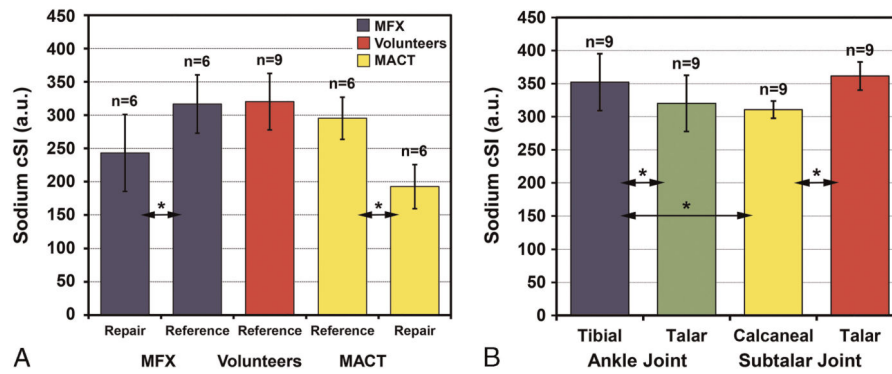 450
400
350
300
250
200
150
100
50
0
Sodium cSI (a.u.)
MFX
Volunteers
MACT
n=6
n=6
n=9
n=6
n=6
*
*
Repair
Reference
Reference
Reference
Repair
MFX
Volunteers
MACT
A
450
400
350
300
250
200
150
100
50
0
Sodium cSI (a.u.)
n=9
n=9
n=9
n=9
*
*
*
Tibial
Talar
Calcaneal
Talar
Ankle Joint
Subtalar Joint
B